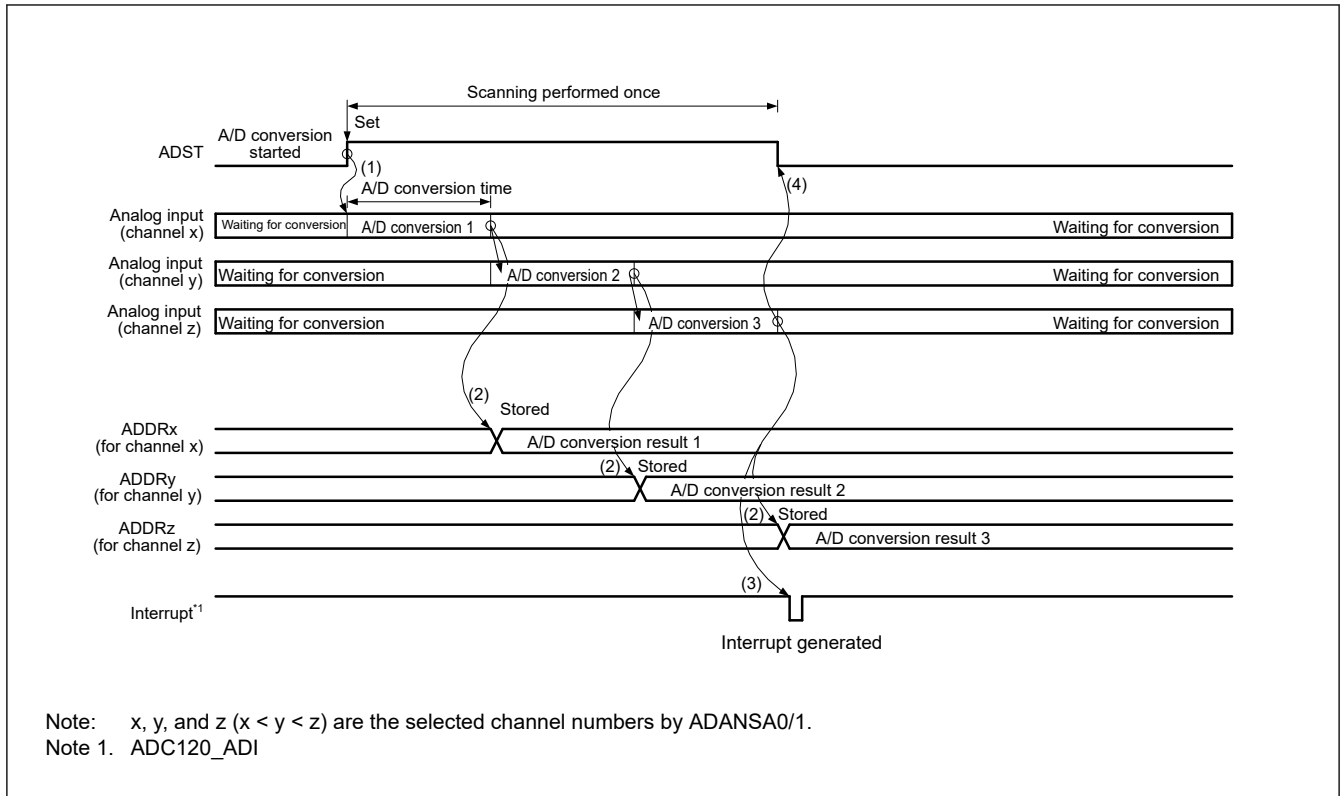 Scanning performed once
Set
A/D conversion
started
ADST
(1)
(4)
A/D conversion time
Analog input
(channel x)
Waiting for conversion
A/D conversion 1
Waiting for conversion
Analog input
(channel y)
Waiting for conversion
A/D conversion 2
Waiting for conversion
Analog input
(channel z)
Waiting for conversion
A/D conversion 3
Waiting for conversion
(2)
Stored
ADDRx
(for channel x)
A/D conversion result 1
(2)
Stored
ADDRy
(for channel y)
A/D conversion result 2
(2)
Stored
ADDRz
(for channel z)
A/D conversion result 3
(3)
Interrupt*1
Interrupt generated
Note: x, y, and z (x < y < z) are the selected channel numbers by ADANSA0/1.
Note 1. ADC120_ADI